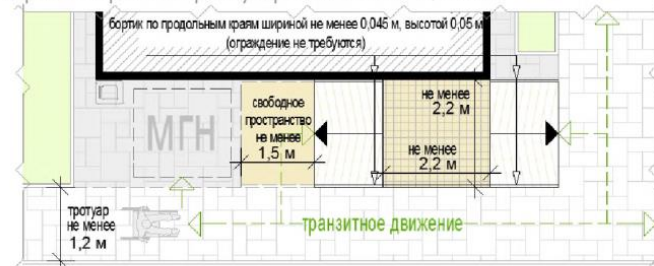 бортик по продольным краям шириной не менее 0,045 м, высотой 0,05 м
(ограждение не требуются)
МГН
свободное
пространство
не менее
1,5 м
не менее
2,2 м
не менее
2,2 м
тротуар
не менее
1,2 м
транзитное движение